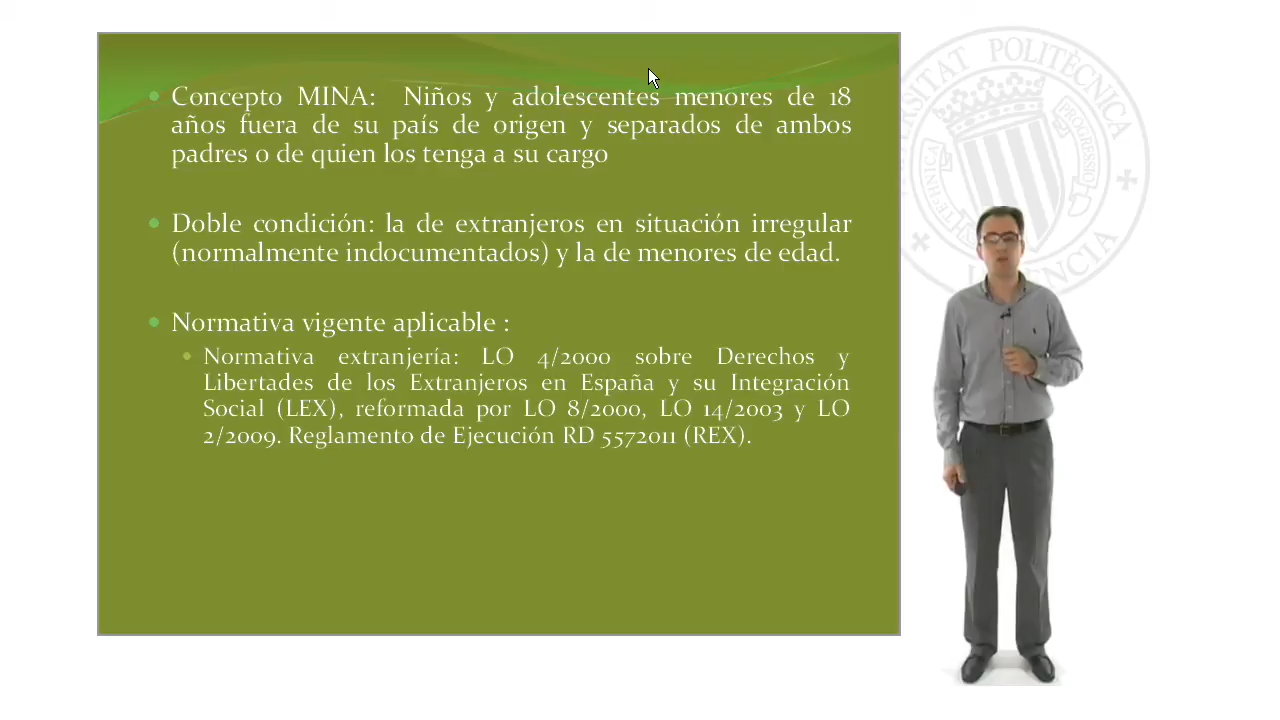 Concepto MINA: Niños y adolescentes menores de 18
años fuera de su país de origen y separados de ambos
padres o de quien los tenga a su cargo
Doble condición: la de extranjeros en situación irregular
(normalmente indocumentados) y la de menores de edad.
Normativa vigente aplicable :
Normativa extranjería: LO 4/2000 sobre Derechos y
Libertades de los Extranjeros en España y su Integración
Social (LEX), reformada por LO 8/2000, LO 14/2003 y LO
2/2009. Reglamento de Ejecución RD 5572011 (REX).
POLITÈCNICA